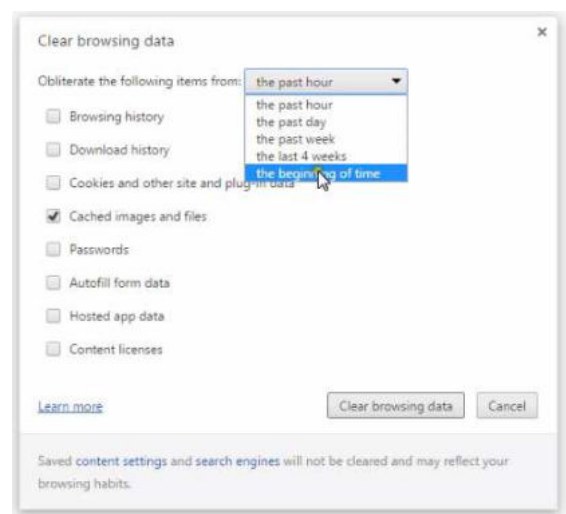 Clear browsing data
×
Obliterate the following items from: the past hour
the past hour
the past day
the past week
the last 4 weeks
the beginning of time
Browsing history
Download history
Cookies and other site and plug-in data
Cached images and files
Passwords
Autofill form data
Hosted app data
Content licenses
Learn more
Clear browsing data
Cancel
Saved content settings and search engines will not be cleared and may reflect your
browsing habits.